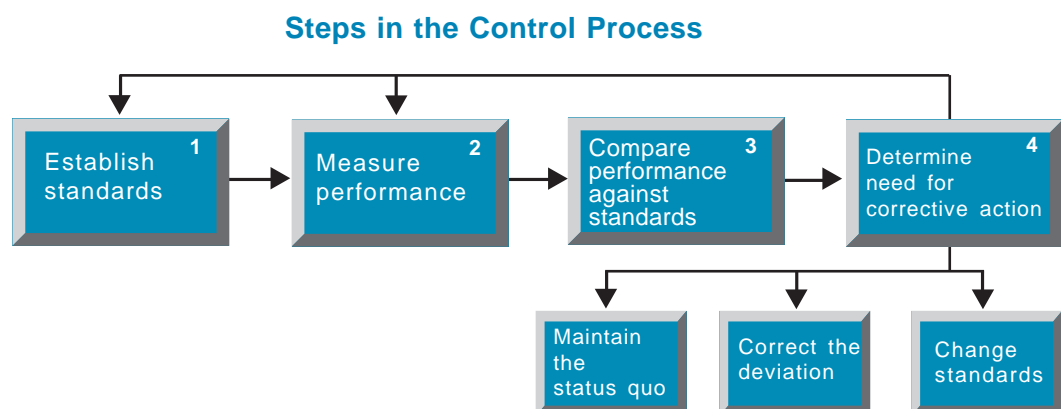 Steps in the Control Process
1
Establish
standards
2
Measure
performance
3
Compare
performance
against
standards
4
Determine
need for
corrective action
Maintain
the
status quo
Correct the
deviation
Change
standards